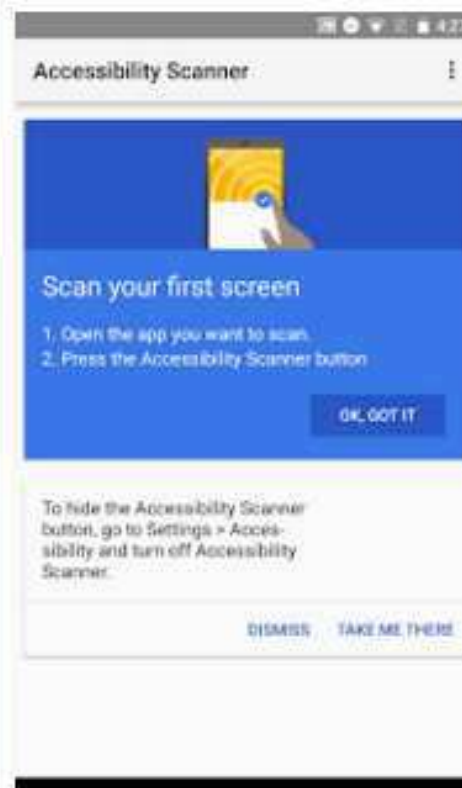 Accessibility Scanner
Scan your first screen
1. Open the app you want to scan.
2. Press the Accessibility Scanner button
OK, GOT IT
To hide the Accessibility Scanner
button, go to Settings > Acces-
sibility and turn off Accessibility
Scanner.
DISMISS TAKE ME THERE